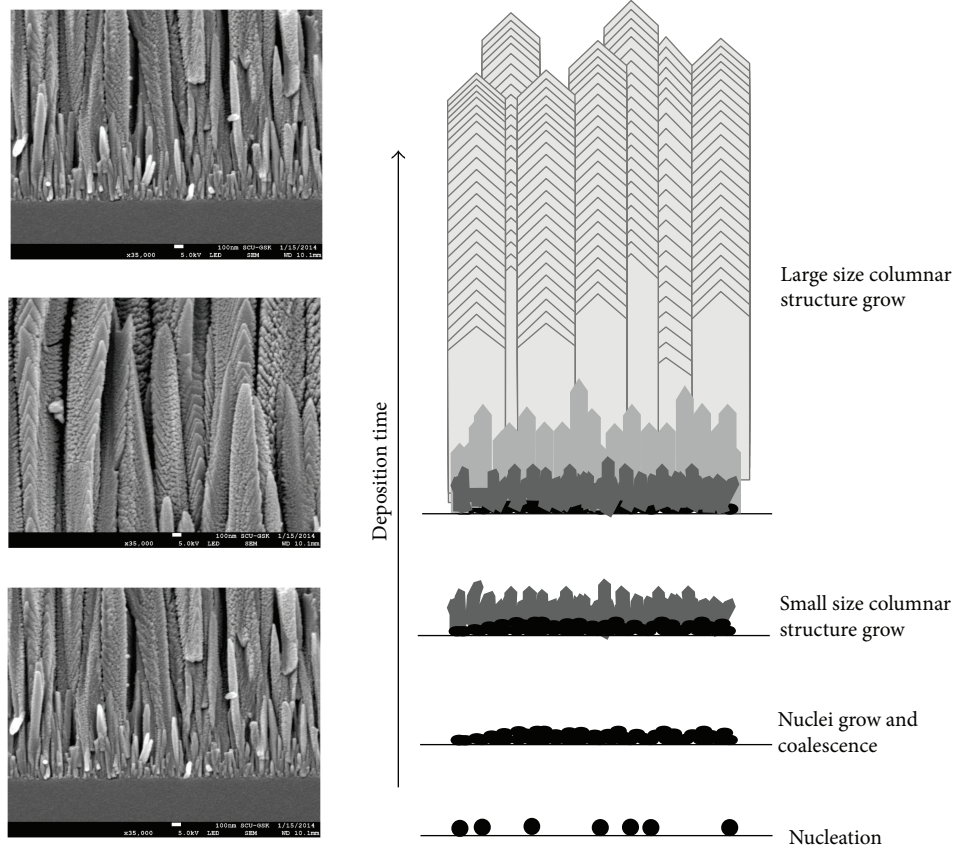 100nm SCU-GSK 1/15/2014
x35,000 5.0kV LED SEM WD 10.1mm
100nm SCU-GSK 1/15/2014
x35,000 5.0kV LED SEM WD 10.1mm
100nm SCU-GSK 1/15/2014
x35,000 5.0kV LED SEM WD 10.1mm
Deposition time
Large size columnar
structure grow
Small size columnar
structure grow
Nuclei grow and
coalescence
Nucleation